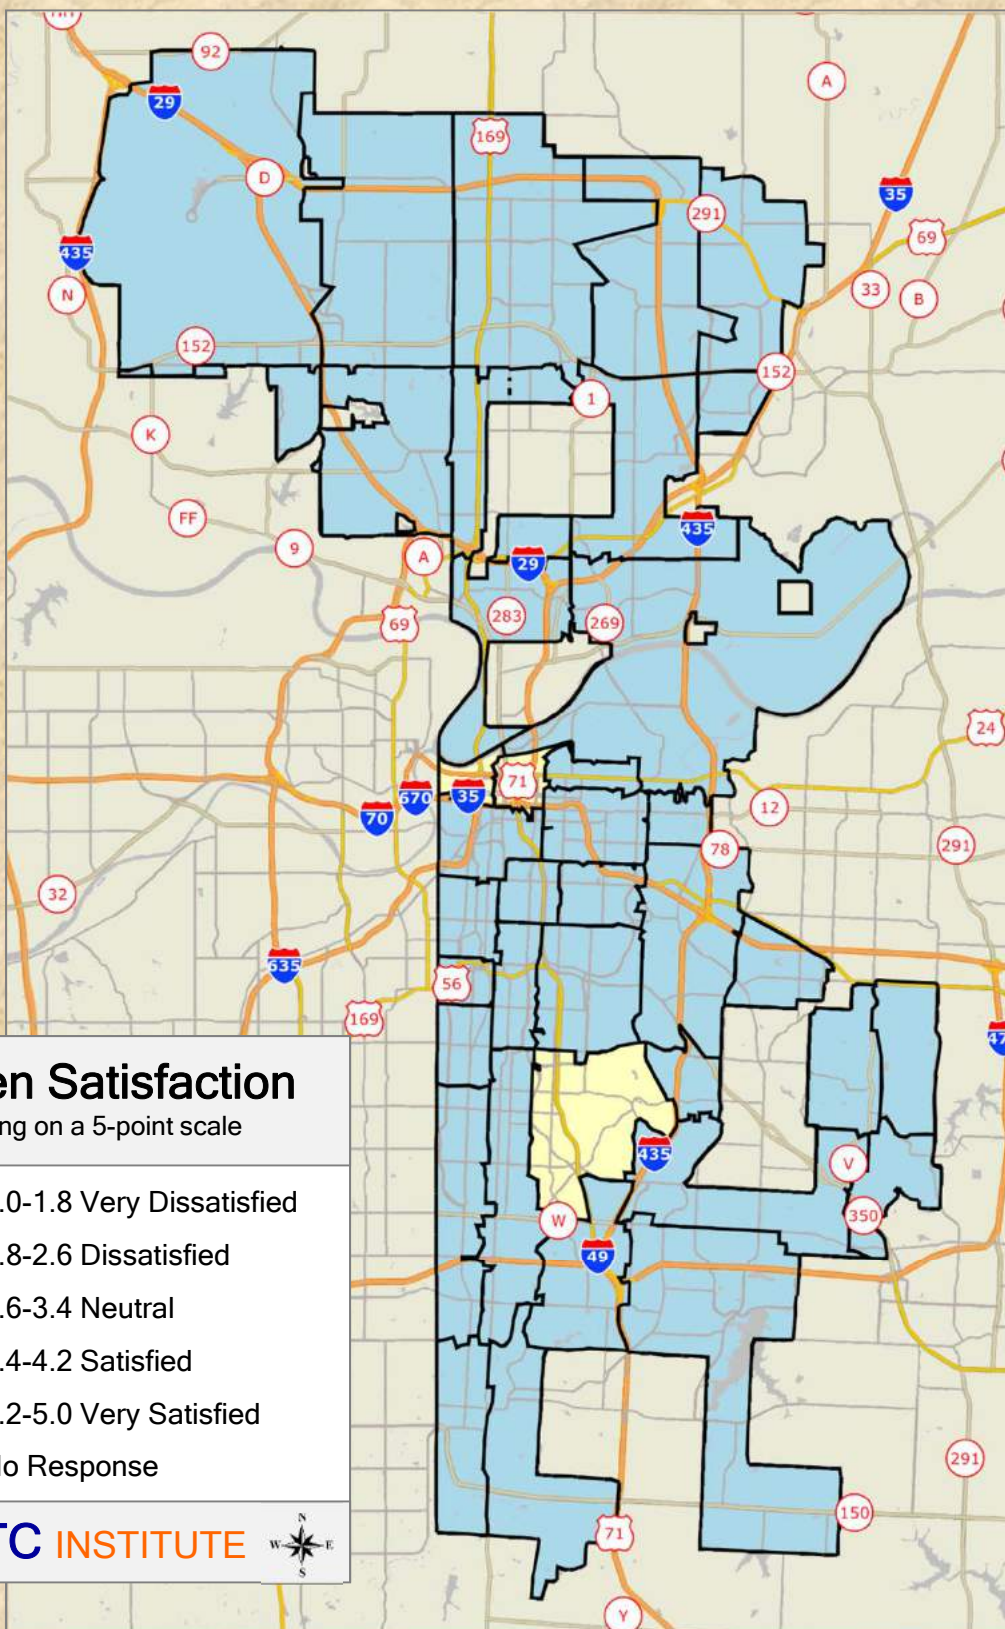 92
29
169
A
D
291
35
69
435
N
33
B
152
152
1
K
FF
435
9
A
29
283
269
69
24
71
670
35
70
12
78
291
32
635
56
169
47
en Satisfaction
ng on a 5-point scale
435
V
350
W
49
.0-1.8 Very Dissatisfied
.8-2.6 Dissatisfied
.6-3.4 Neutral
.4-4.2 Satisfied
.2-5.0 Very Satisfied
o Response
291
150
TC INSTITUTE
N
W E
S
71
Y